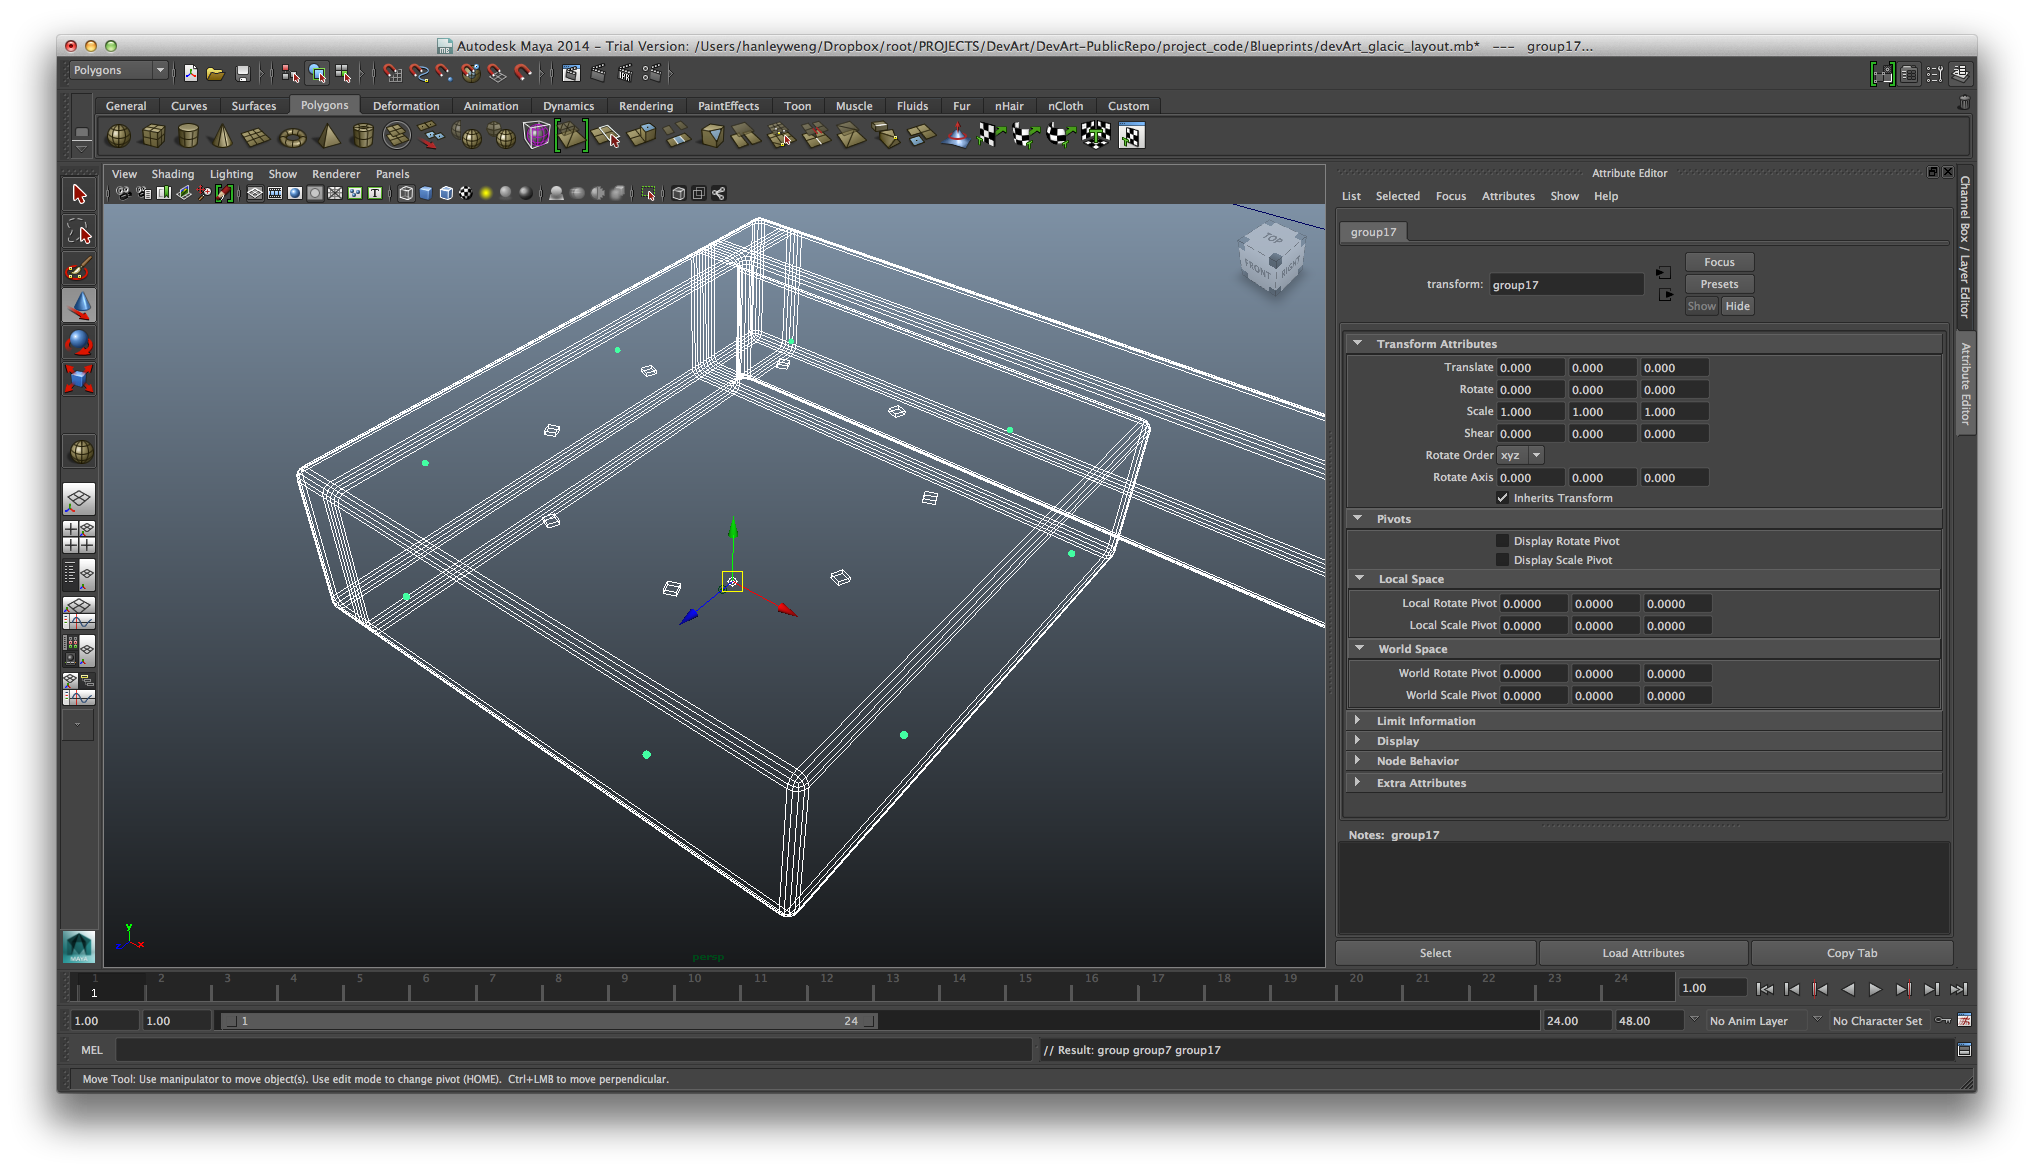 Autodesk Maya 2014 - Trial Version: /Users/hanleyweng/Dropbox/root/PROJECTS/DevArt/DevArt-PublicRepo/project_code/Blueprints/devArt_glacic_layout.mb* --- group17...
Polygons
General Curves Surfaces Polygons Deformation Animation Dynamics Rendering PaintEffects Toon Muscle Fluids Fur nHair nCloth Custom
View Shading Lighting Show Renderer Panels
TOP
FRONT
RIGHT
persp
y
x
z
MAYA
Attribute Editor
List Selected Focus Attributes Show Help
group17
transform: group17
Focus
Presets
Show Hide
Transform Attributes
Translate 0.000 0.000 0.000
Rotate 0.000 0.000 0.000
Scale 1.000 1.000 1.000
Shear 0.000 0.000 0.000
Rotate Order xyz
Rotate Axis 0.000 0.000 0.000
Inherits Transform
Pivots
Display Rotate Pivot
Display Scale Pivot
Local Space
Local Rotate Pivot 0.0000 0.0000 0.0000
Local Scale Pivot 0.0000 0.0000 0.0000
World Space
World Rotate Pivot 0.0000 0.0000 0.0000
World Scale Pivot 0.0000 0.0000 0.0000
Limit Information
Display
Node Behavior
Extra Attributes
Notes: group17
Select Load Attributes Copy Tab
Channel Box / Layer Editor
Attribute Editor
1 2 3 4 5 6 7 8 9 10 11 12 13 14 15 16 17 18 19 20 21 22 23 24
1
1.00
1.00 1.00 1 24 24.00 48.00 No Anim Layer No Character Set
MEL // Result: group group7 group17
Move Tool: Use manipulator to move object(s). Use edit mode to change pivot (HOME). Ctrl+LMB to move perpendicular.